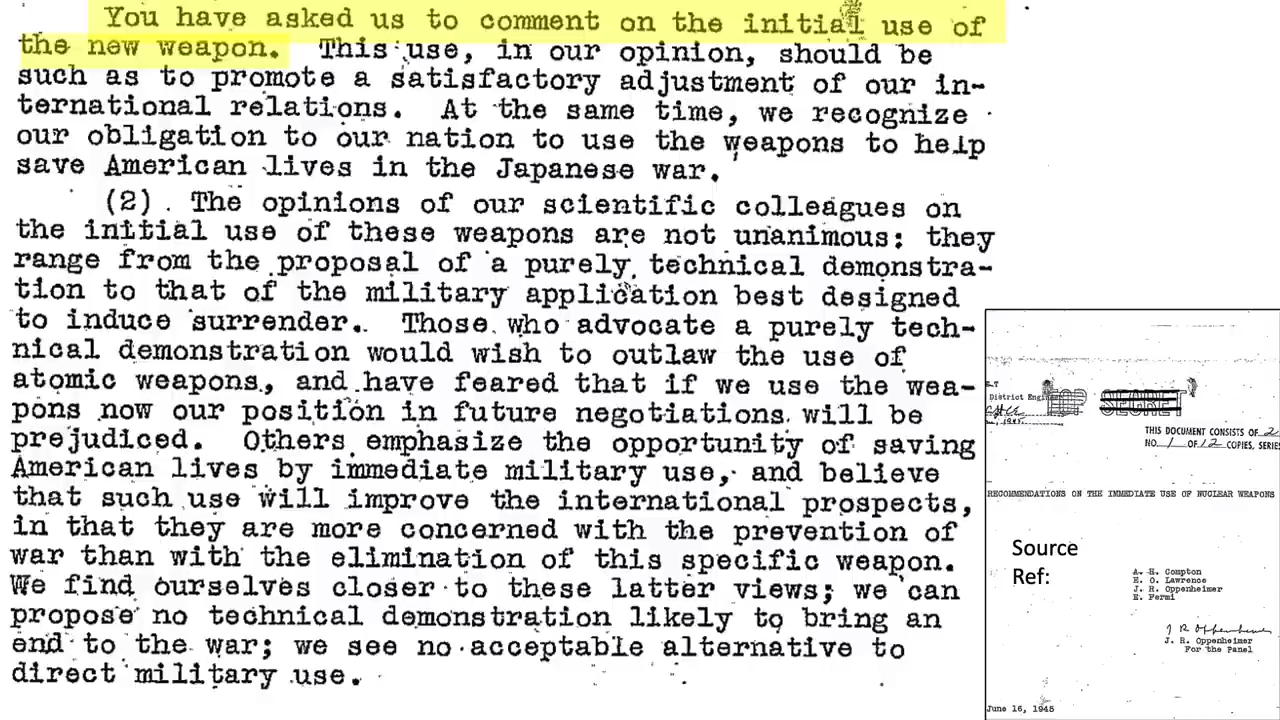 You have asked us to comment on the initial use of
the new weapon. This use, in our opinion, should be
such as to promote a satisfactory adjustment of our in-
ternational relations. At the same time, we recognize
our obligation to our nation to use the weapons to help
save American lives in the Japanese war.
(2). The opinions of our scientific colleagues on
the initial use of these weapons are not unanimous: they
range from the proposal of a purely technical demonstra-
tion to that of the military application best designed
to induce surrender. Those who advocate a purely tech-
nical demonstration would wish to outlaw the use of
atomic weapons, and have feared that if we use the wea-
pons now our position in future negotiations will be
prejudiced. Others emphasize the opportunity of saving
American lives by immediate military use, and believe
that such use will improve the international prospects,
in that they are more concerned with the prevention of
war than with the elimination of this specific weapon.
We find ourselves closer to these latter views; we can
propose no technical demonstration likely to bring an
end to the war; we see no acceptable alternative to
direct military use.
District
SECRET
THIS DOCUMENT CONSISTS OF 2
NO. 1 OF 12 COPIES, SERIE
RECOMMENDATIONS ON THE IMMEDIATE USE OF NUCLEAR WEAPONS
Source
Ref:
A. H. Compton
E. O. Lawrence
J. R. Oppenheimer
E. Fermi
J R Oppenheimer
J. R. Oppenheimer
For the Panel
June 16, 1945